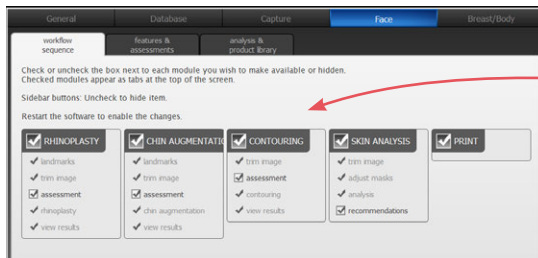 General Database Capture Face Breast/Body
workflow sequence
features & assessments
analysis & product library
Check or uncheck the box next to each module you wish to make available or hidden.
Checked modules appear as tabs at the top of the screen.
Sidebar buttons: Uncheck to hide item.
Restart the software to enable the changes.
RHINOPLASTY
landmarks
trim image
assessment
rhinoplasty
view results
CHIN AUGMENTATIC
landmarks
trim image
assessment
chin augmentation
view results
CONTOURING
trim image
assessment
contouring
view results
SKIN ANALYSIS
trim image
adjust masks
analysis
recommendations
PRINT